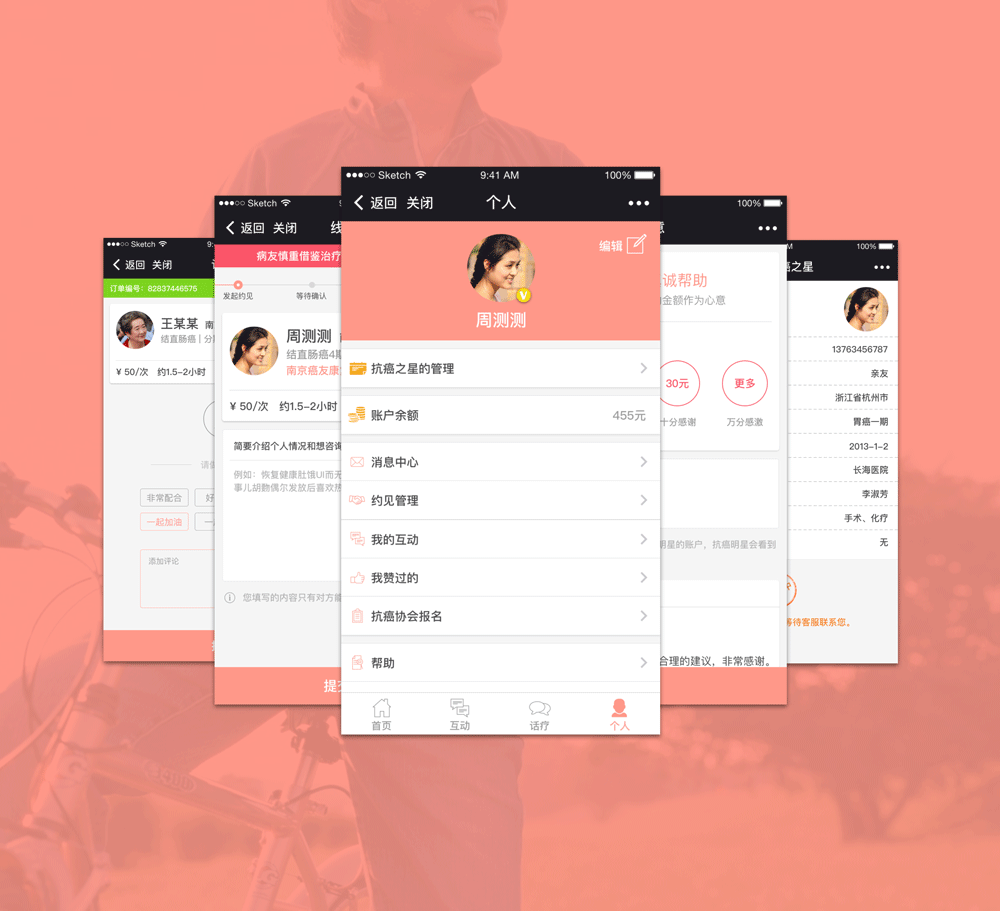 ●●●○○ Sketch
9:
返回 关闭
订单编号：82837446575
王某某 南
结直肠癌 | 分
¥ 50/次 约1.5-2小时
请
非常配合
好
一起加油
一
添加评论
●●●○○ Sketch
返回 关闭
病友慎重借鉴治疗
发起约见
等待确认
周测测
结直肠癌4期
南京癌友康
¥ 50/次 约1.5-2小时
简要介绍个人情况和想咨询
例如：恢复健康肚饿UI而无
事儿胡勔偶尔发放后喜欢热
您填写的内容只有对方能
提
●●●○○ Sketch
9:41 AM
100%
返回 关闭
个人
编辑
V
周测测
抗癌之星的管理
账户余额
455元
消息中心
约见管理
我的互动
我赞过的
抗癌协会报名
帮助
首页
互动
话疗
个人
100%
意
诚帮助
金额作为心意
30元
更多
十分感谢
万分感激
明星的账户，抗癌明星会看到
合理的建议，非常感谢。
M
100%
癌之星
13763456787
亲友
浙江省杭州市
胃癌一期
2013-1-2
长海医院
李淑芳
手术、化疗
无
等待客服联系您。